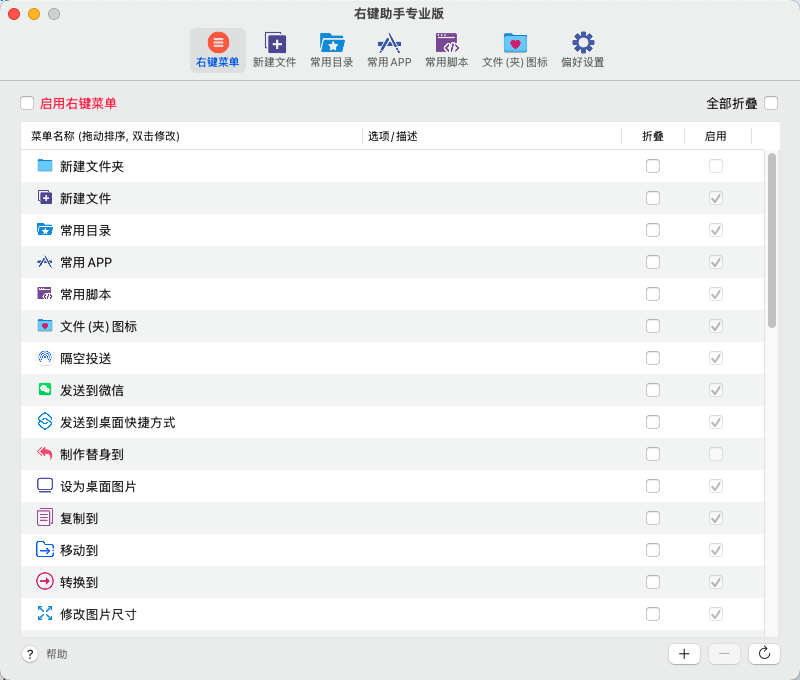 右键助手专业版
右键菜单 新建文件 常用目录 常用 APP 常用脚本 文件 (夹) 图标 偏好设置
启用右键菜单 全部折叠
菜单名称 (拖动排序, 双击修改) 选项/描述 折叠 启用
新建文件夹
新建文件
常用目录
常用 APP
常用脚本
文件 (夹) 图标
隔空投送
发送到微信
发送到桌面快捷方式
制作替身到
设为桌面图片
复制到
移动到
转换到
修改图片尺寸
? 帮助